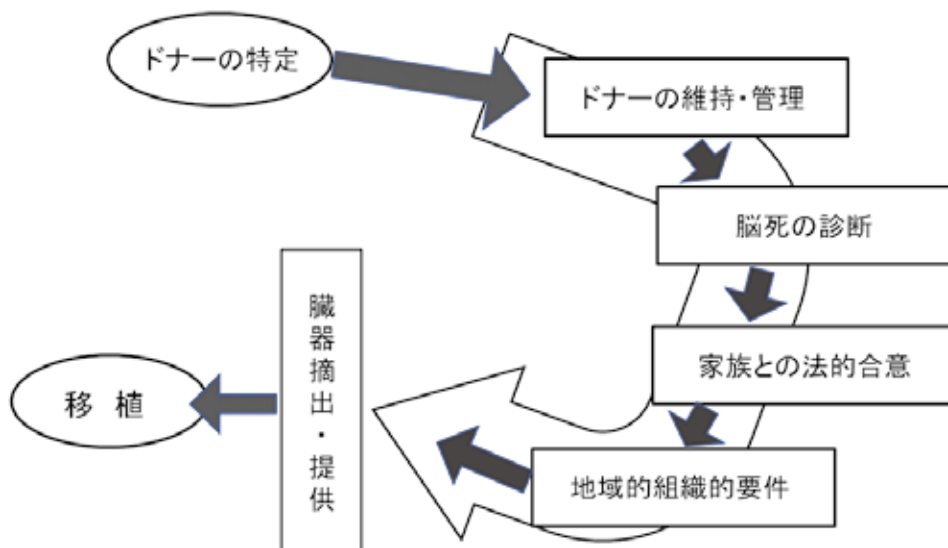 ドナーの特定
ドナーの維持・管理
脳死の診断
家族との法的合意
地域的組織的要件
臓器摘出・提供
移 植